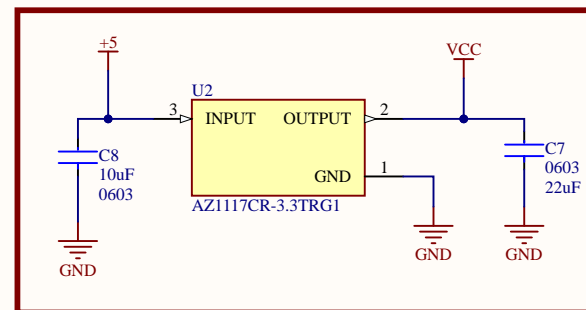 +5
VCC
U2
3
INPUT
OUTPUT
2
C8
10uF
0603
GND
1
C7
0603
22uF
AZ1117CR-3.3TRG1
GND
GND
GND